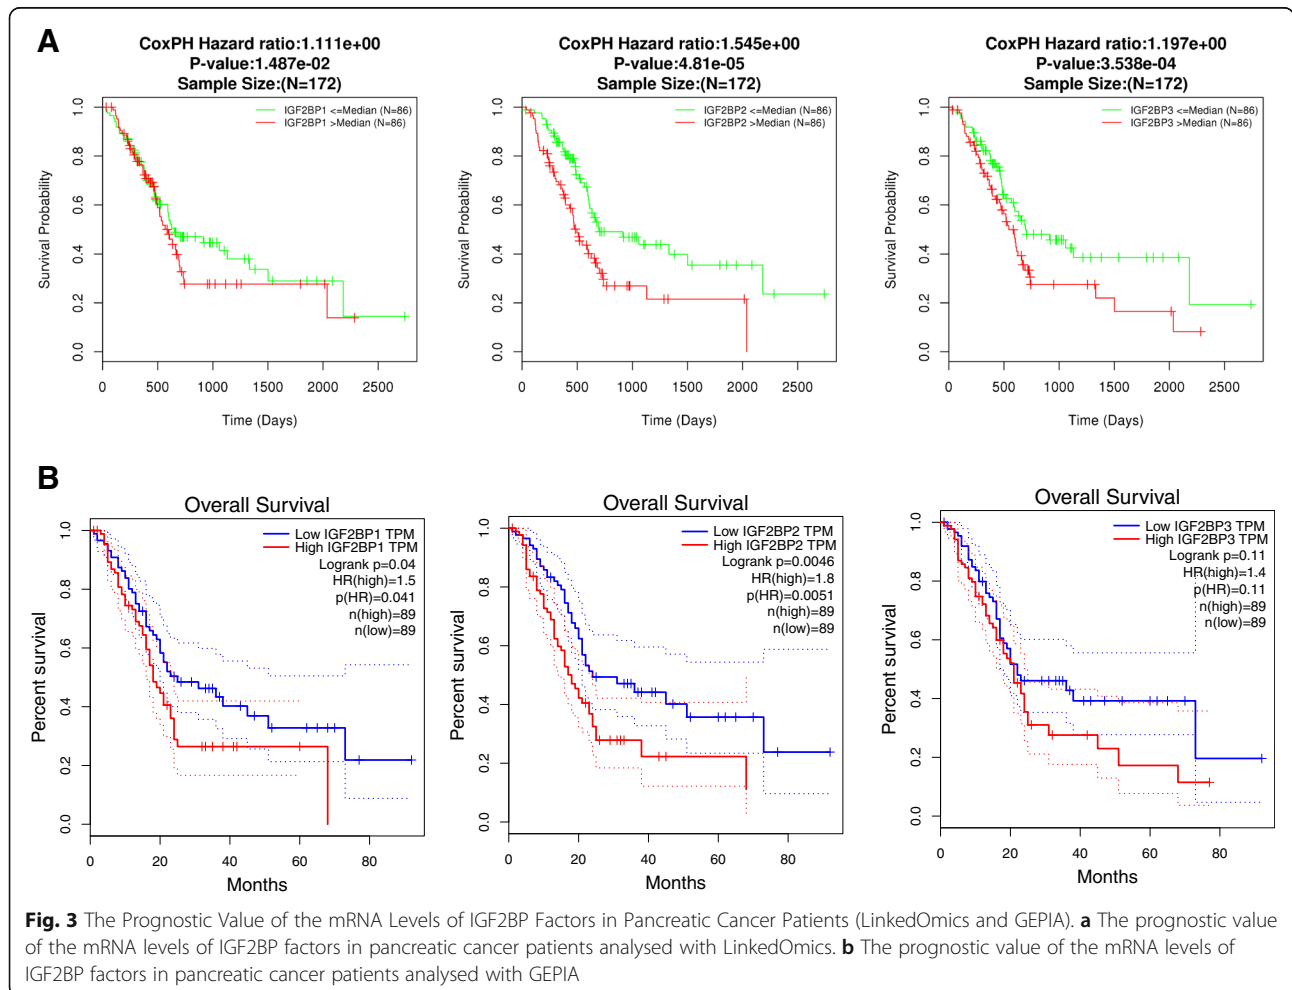 A
CoxPH Hazard ratio:1.111e+00
P-value:1.487e-02
Sample Size:(N=172)
IGF2BP1 <=Median (N=86)
IGF2BP1 >Median (N=86)
Survival Probability
0.0 0.2 0.4 0.6 0.8 1.0
0 500 1000 1500 2000 2500
Time (Days)
CoxPH Hazard ratio:1.545e+00
P-value:4.81e-05
Sample Size:(N=172)
IGF2BP2 <=Median (N=86)
IGF2BP2 >Median (N=86)
Survival Probability
0.0 0.2 0.4 0.6 0.8 1.0
0 500 1000 1500 2000 2500
Time (Days)
CoxPH Hazard ratio:1.197e+00
P-value:3.538e-04
Sample Size:(N=172)
IGF2BP3 <=Median (N=86)
IGF2BP3 >Median (N=86)
Survival Probability
0.0 0.2 0.4 0.6 0.8 1.0
0 500 1000 1500 2000 2500
Time (Days)
B
Overall Survival
Low IGF2BP1 TPM
High IGF2BP1 TPM
Logrank p=0.04
HR(high)=1.5
p(HR)=0.041
n(high)=89
n(low)=89
Percent survival
0.0 0.2 0.4 0.6 0.8 1.0
0 20 40 60 80
Months
Overall Survival
Low IGF2BP2 TPM
High IGF2BP2 TPM
Logrank p=0.0046
HR(high)=1.8
p(HR)=0.0051
n(high)=89
n(low)=89
Percent survival
0.0 0.2 0.4 0.6 0.8 1.0
0 20 40 60 80
Months
Overall Survival
Low IGF2BP3 TPM
High IGF2BP3 TPM
Logrank p=0.11
HR(high)=1.4
p(HR)=0.11
n(high)=89
n(low)=89
Percent survival
0.0 0.2 0.4 0.6 0.8 1.0
0 20 40 60 80
Months
Fig. 3 The Prognostic Value of the mRNA Levels of IGF2BP Factors in Pancreatic Cancer Patients (LinkedOmics and GEPIA). a The prognostic value
of the mRNA levels of IGF2BP factors in pancreatic cancer patients analysed with LinkedOmics. b The prognostic value of the mRNA levels of
IGF2BP factors in pancreatic cancer patients analysed with GEPIA